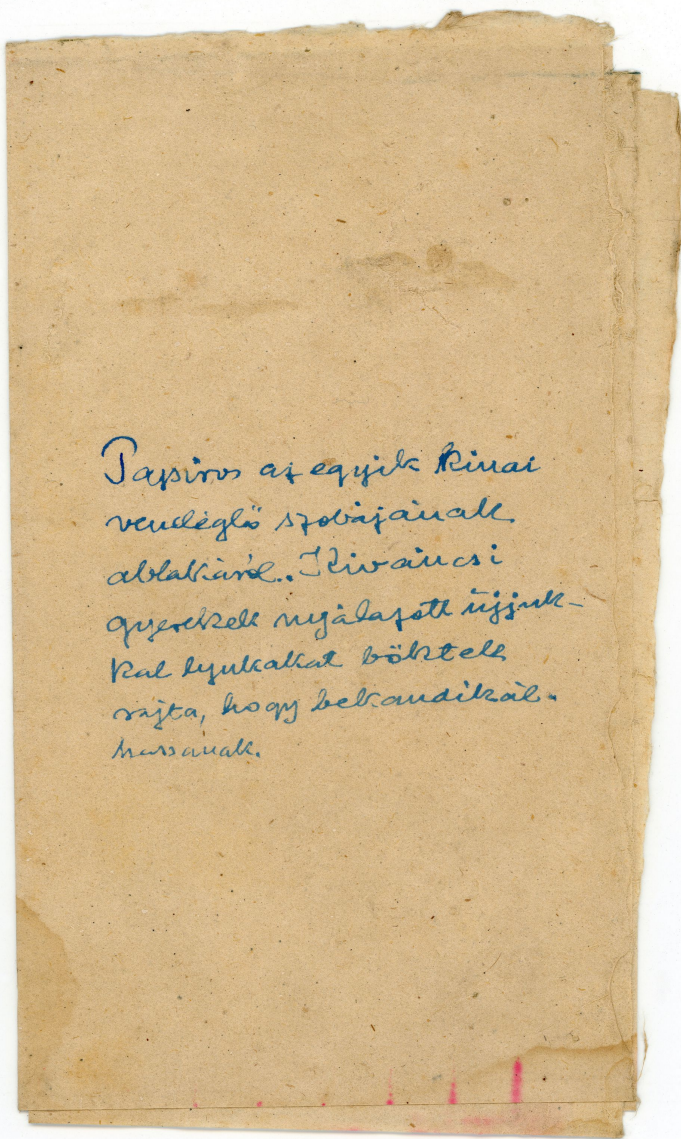 Papiros az egyik kinai
vendéglő szobájának
ablakáról.. Kiváncsi
gyerekek nyálazott ujjuk-
kal lyukakat böktek
rajta, hogy bekandikál-
hassanak.